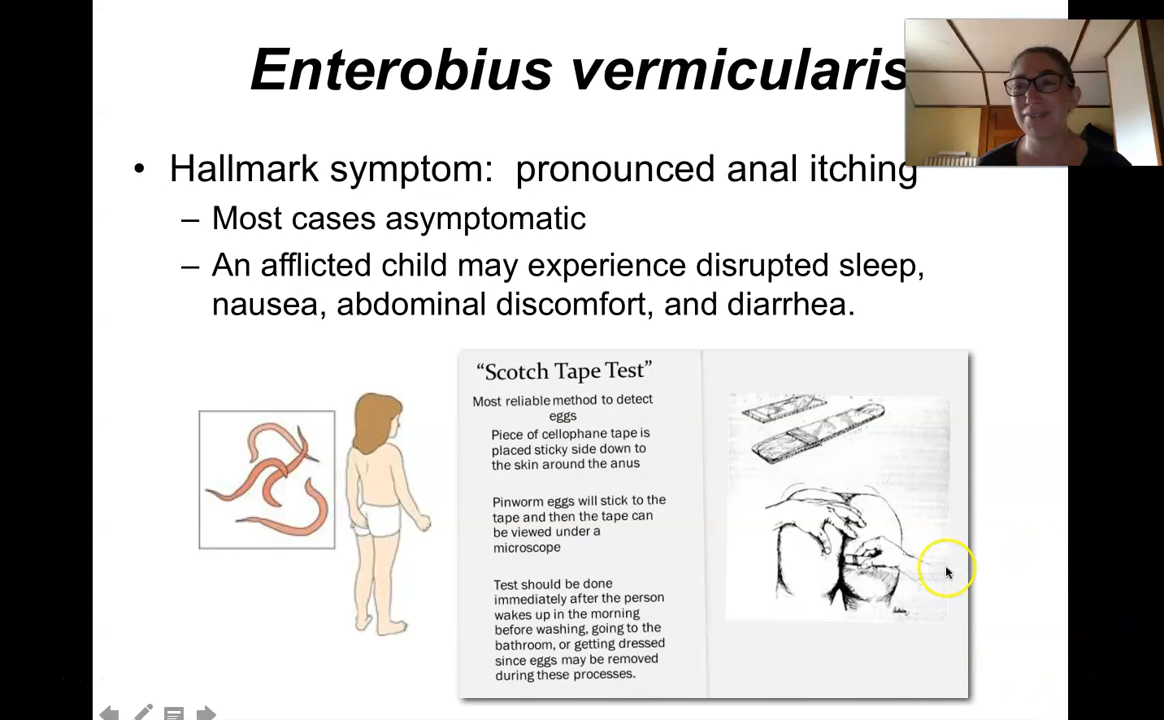 Enterobius vermicularis
• Hallmark symptom:  pronounced anal itching
– Most cases asymptomatic
– An afflicted child may experience disrupted sleep,
nausea, abdominal discomfort, and diarrhea.
“Scotch Tape Test”
Most reliable method to detect
eggs
Piece of cellophane tape is
placed sticky side down to
the skin around the anus
Pinworm eggs will stick to the
tape and then the tape can
be viewed under a
microscope
Test should be done
immediately after the person
wakes up in the morning
before washing, going to the
bathroom, or getting dressed
since eggs may be removed
during these processes.